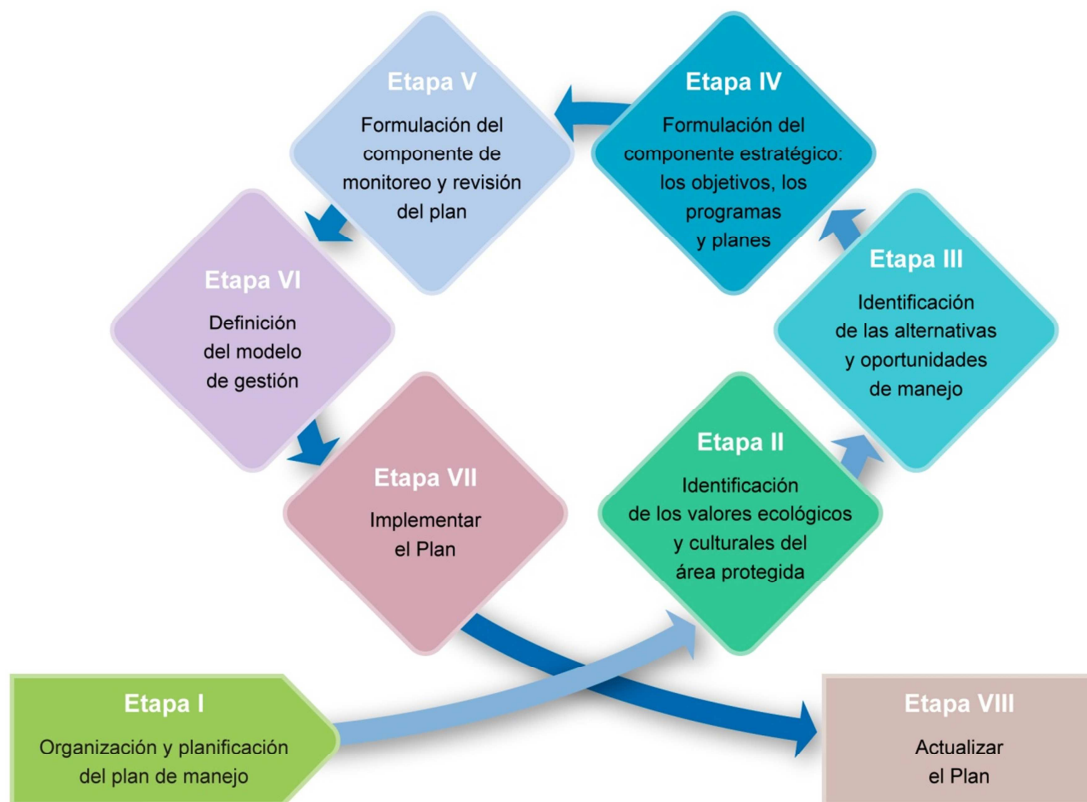 Etapa V
Formulación del
componente de
monitoreo y revisión
del plan
Etapa IV
Formulación del
componente estratégico:
los objetivos, los
programas
y planes
Etapa VI
Definición
del modelo
de gestión
Etapa III
Identificación
de las alternativas
y oportunidades
de manejo
Etapa VII
Implementar
el Plan
Etapa II
Identificación
de los valores ecológicos
y culturales del
área protegida
Etapa I
Organización y planificación
del plan de manejo
Etapa VIII
Actualizar
el Plan